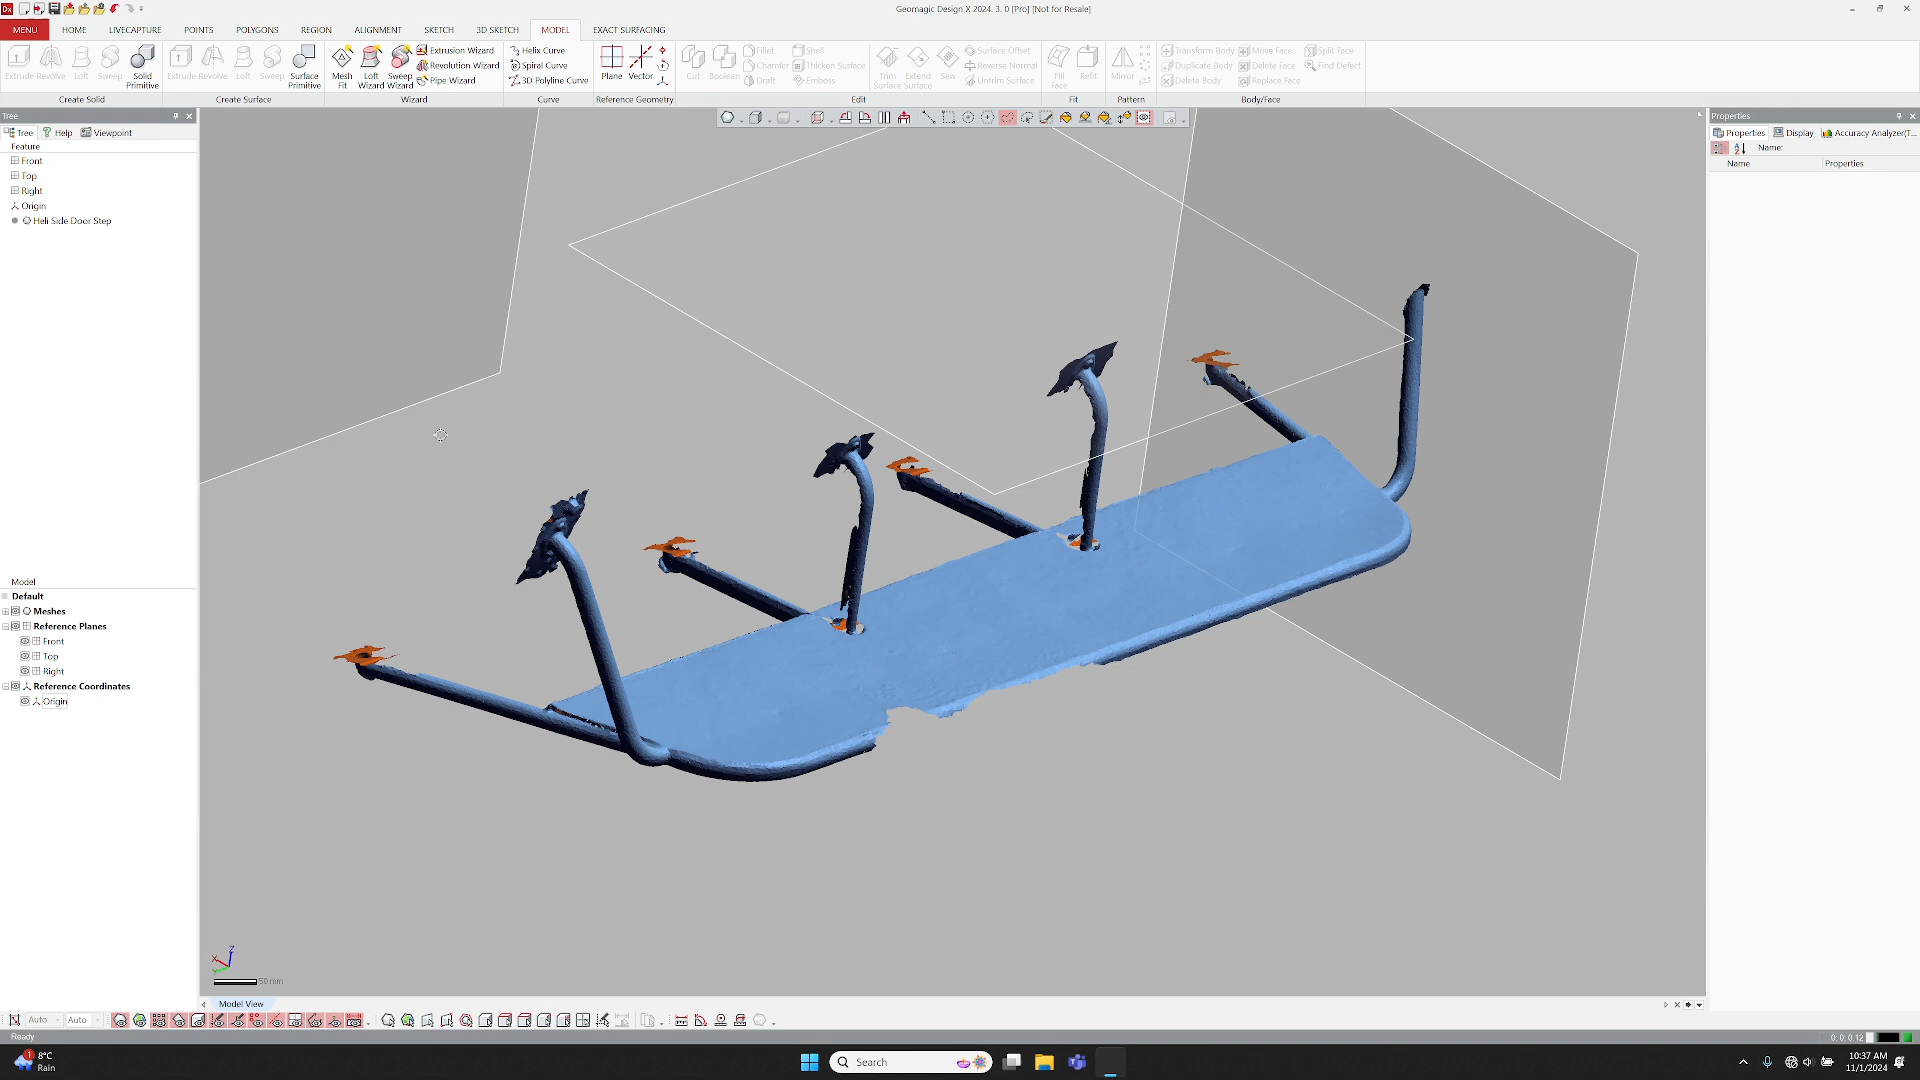 Dx
Geomagic Design X 2024. 3. 0 [Pro] [Not for Resale]
MENU HOME LIVECAPTURE POINTS POLYGONS REGION ALIGNMENT SKETCH 3D SKETCH MODEL EXACT SURFACING
Extrude Revolve Loft Sweep Solid Primitive
Create Solid
Extrude Revolve Loft Sweep Surface Primitive
Create Surface
Mesh Fit Loft Wizard Sweep Wizard
Extrusion Wizard
Revolution Wizard
Pipe Wizard
Wizard
Helix Curve
Spiral Curve
3D Polyline Curve
Curve
Plane Vector
Reference Geometry
Cut Boolean
Fillet
Chamfer
Draft
Shell
Thicken Surface
Emboss
Trim Surface Extend Surface Sew
Surface Offset
Reverse Normal
Untrim Surface
Edit
Fill Face Refit
Fit
Mirror
Pattern
Transform Body
Duplicate Body
Delete Body
Move Face
Delete Face
Replace Face
Split Face
Find Defect
Body/Face
Tree
Tree Help Viewpoint
Feature
Front
Top
Right
Origin
Heli Side Door Step
Model
Default
Meshes
Reference Planes
Front
Top
Right
Reference Coordinates
Origin
Properties
Properties Display Accuracy Analyzer(T...
Name:
Name Properties
Z
X
Y
50 mm
Model View
Auto Auto
Ready
0: 0: 0.12
1
8°C
Rain
Search
10:37 AM
11/1/2024